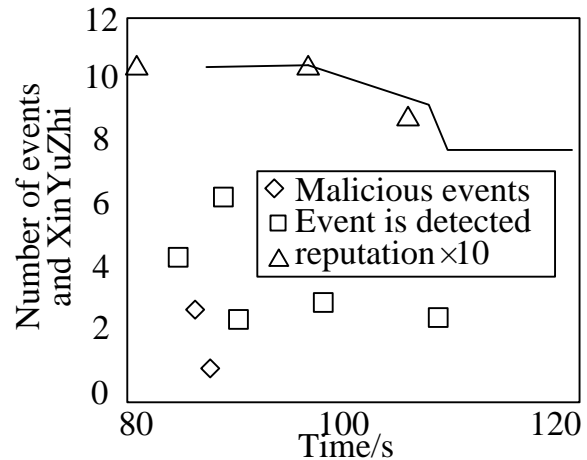 12
10
8
6
4
2
0
Number of events
and XinYuZhi
Malicious events
Event is detected
reputation ×10
80 100 120
Time/s